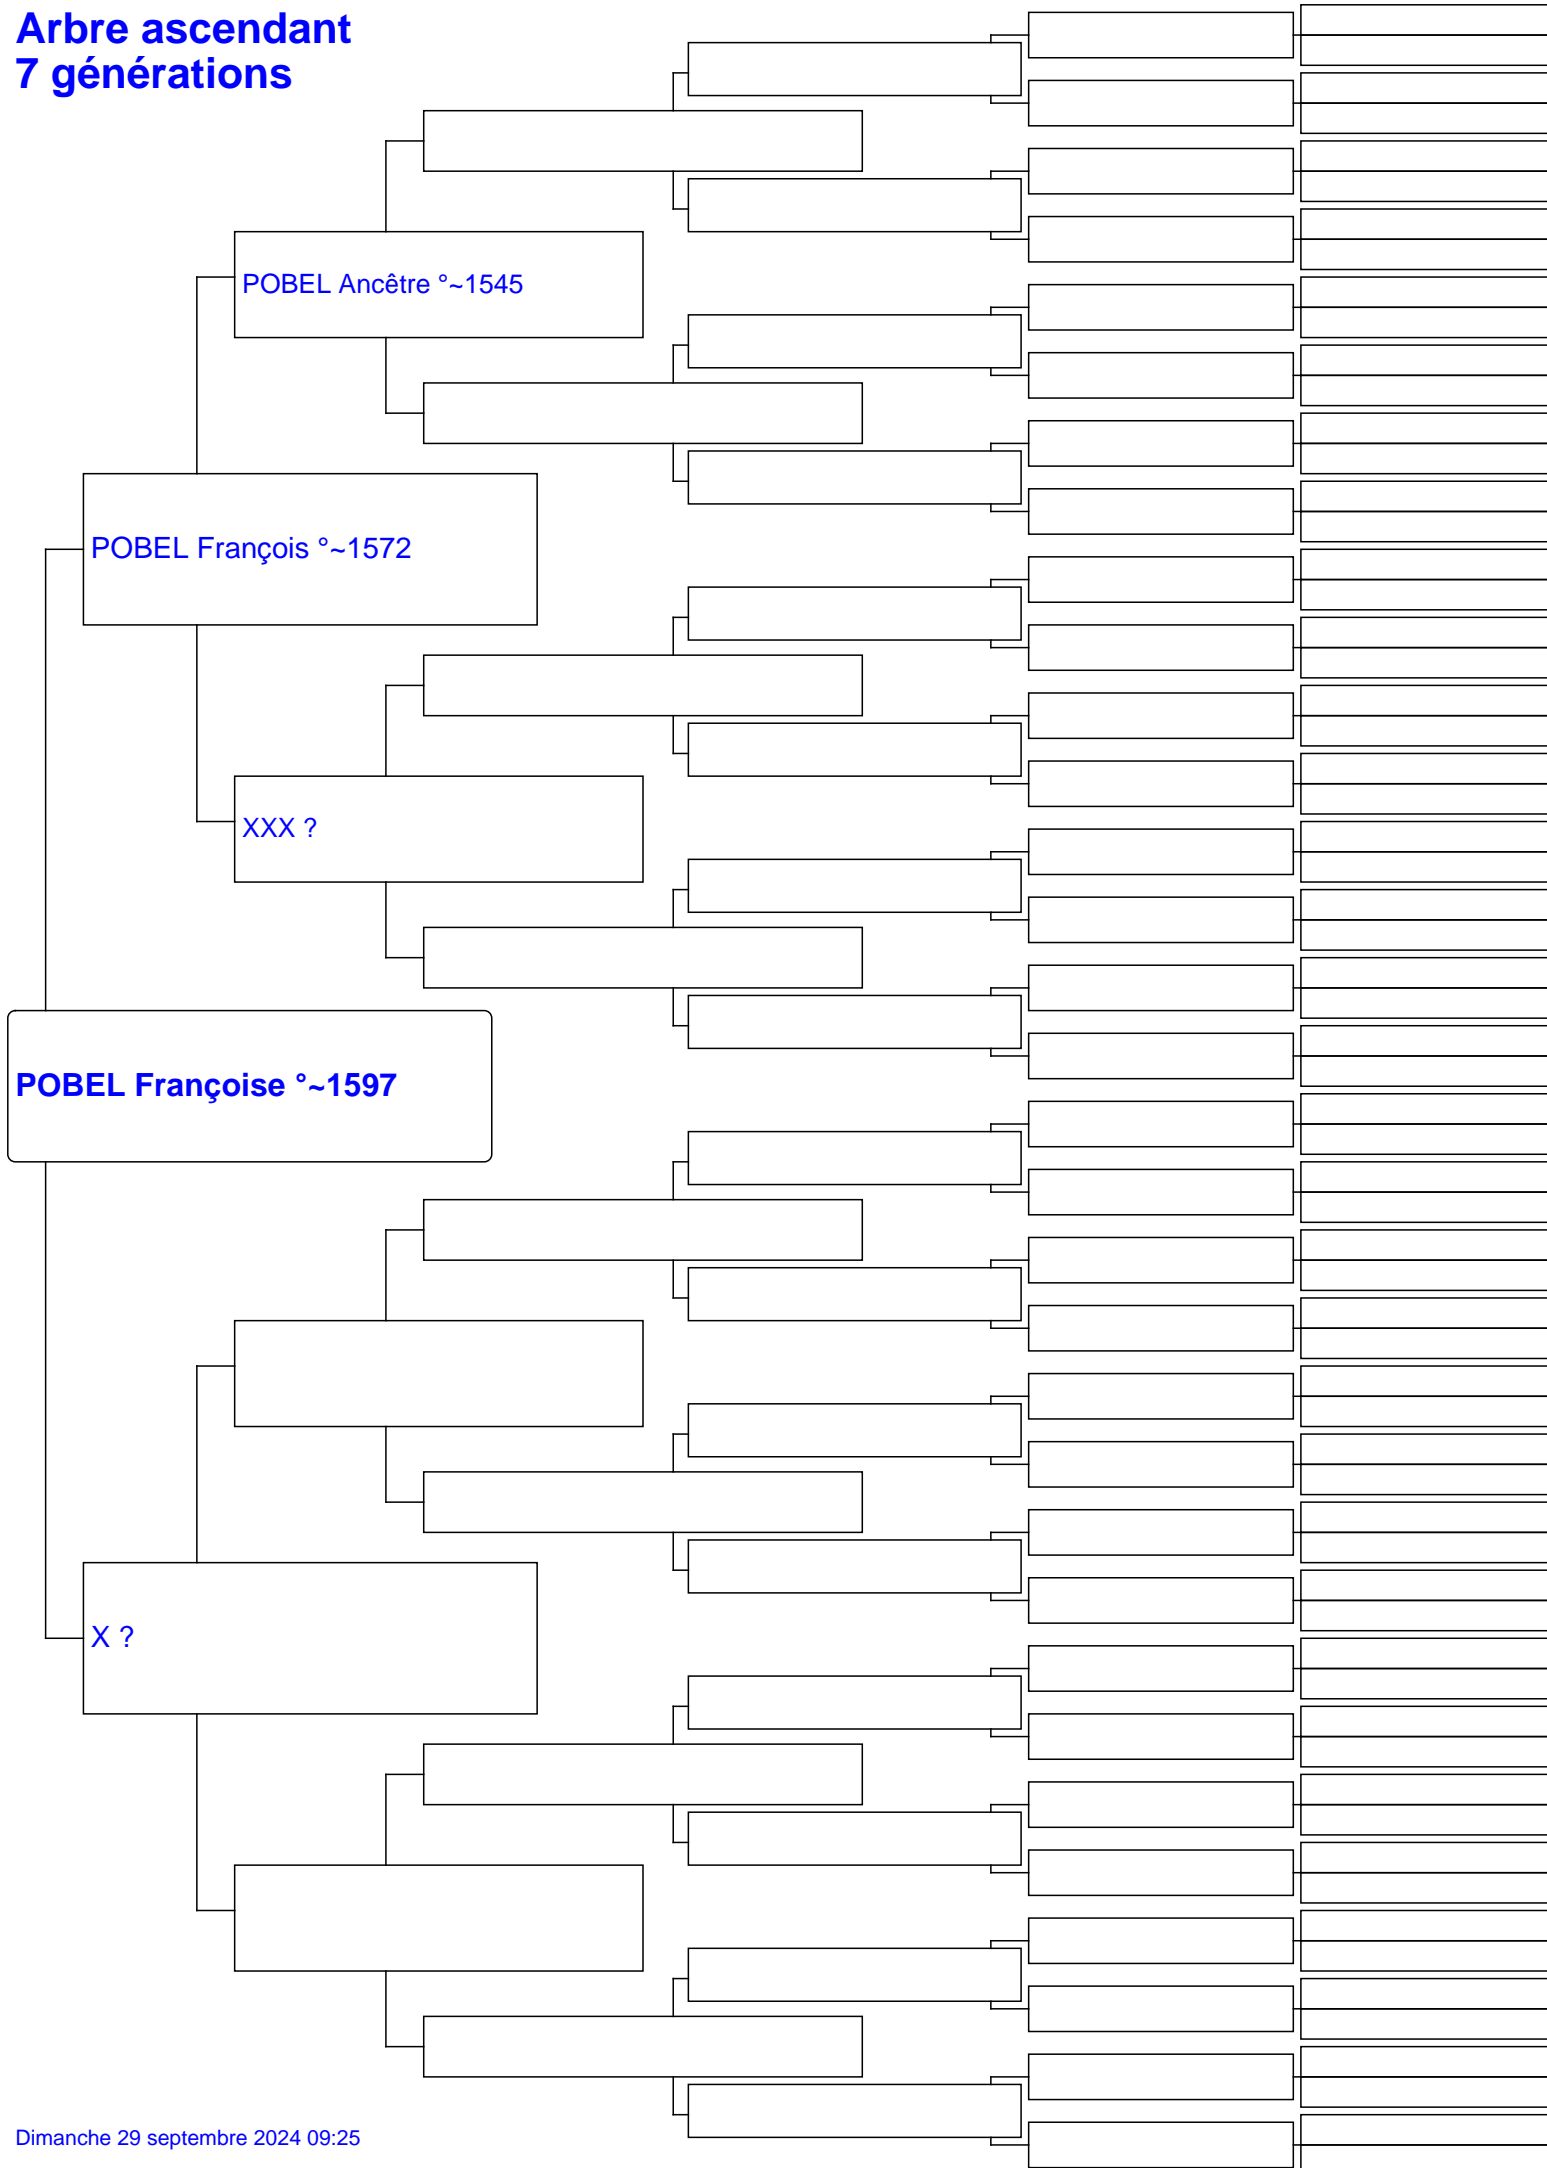 Arbre ascendant
7 générations
POBEL Ancêtre °~1545
POBEL François °~1572
XXX ?
POBEL Françoise °~1597
X ?
Dimanche 29 septembre 2024 09:25